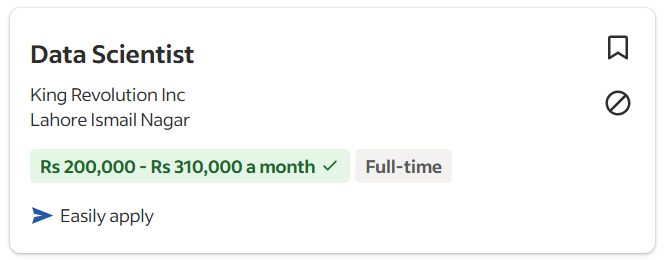 Data Scientist
King Revolution Inc
Lahore Ismail Nagar
Rs 200,000 - Rs 310,000 a month Full-time
Easily apply